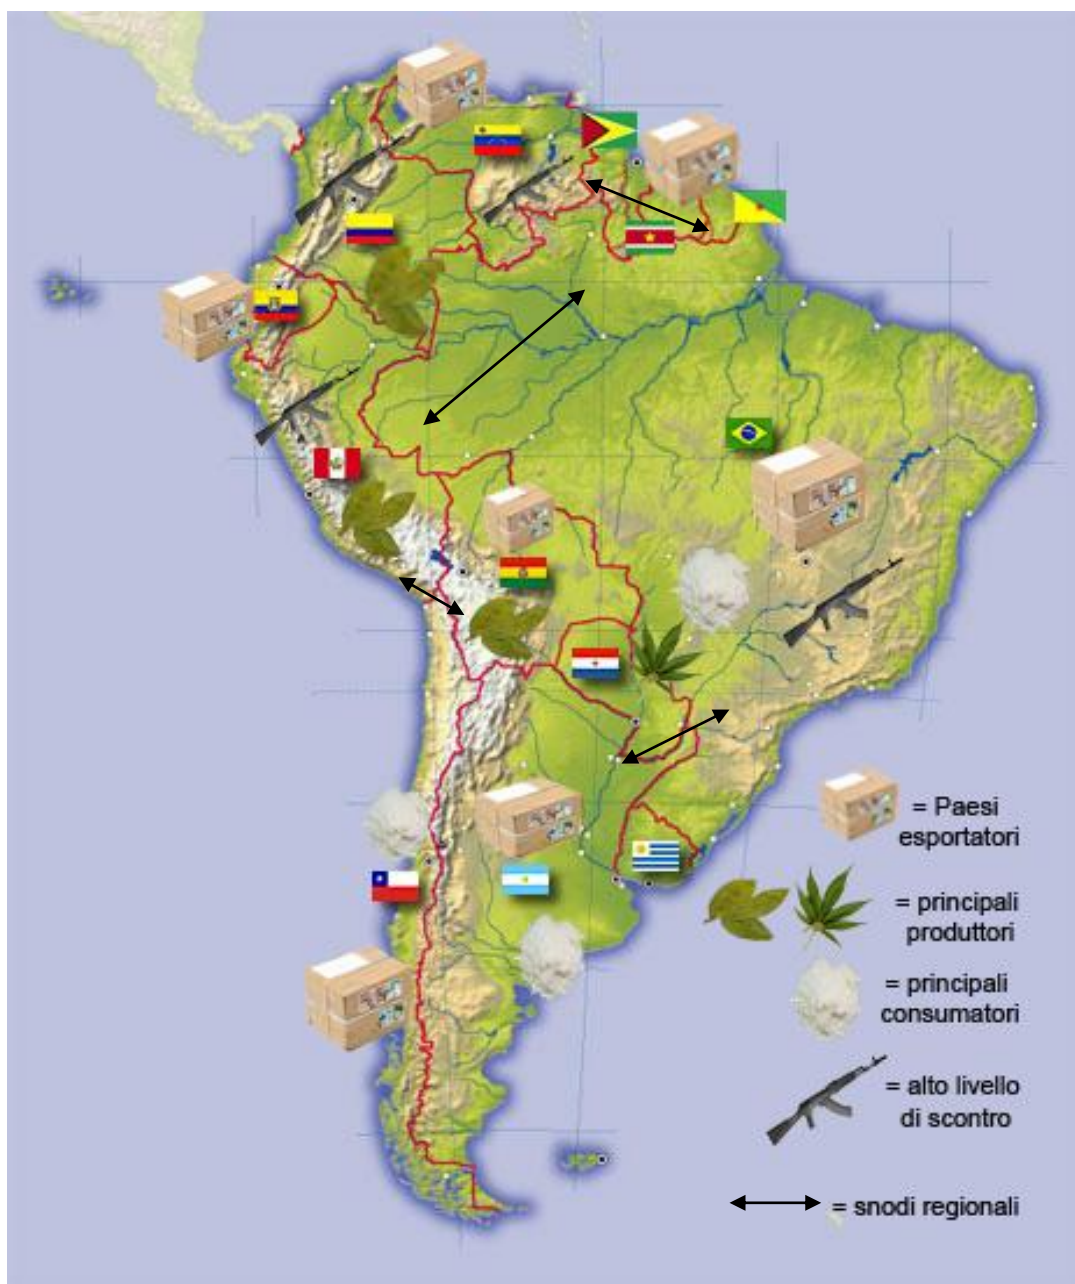 = Paesi
esportatori
= principali
produttori
= principali
consumatori
= alto livello
di scontro
= snodi regionali